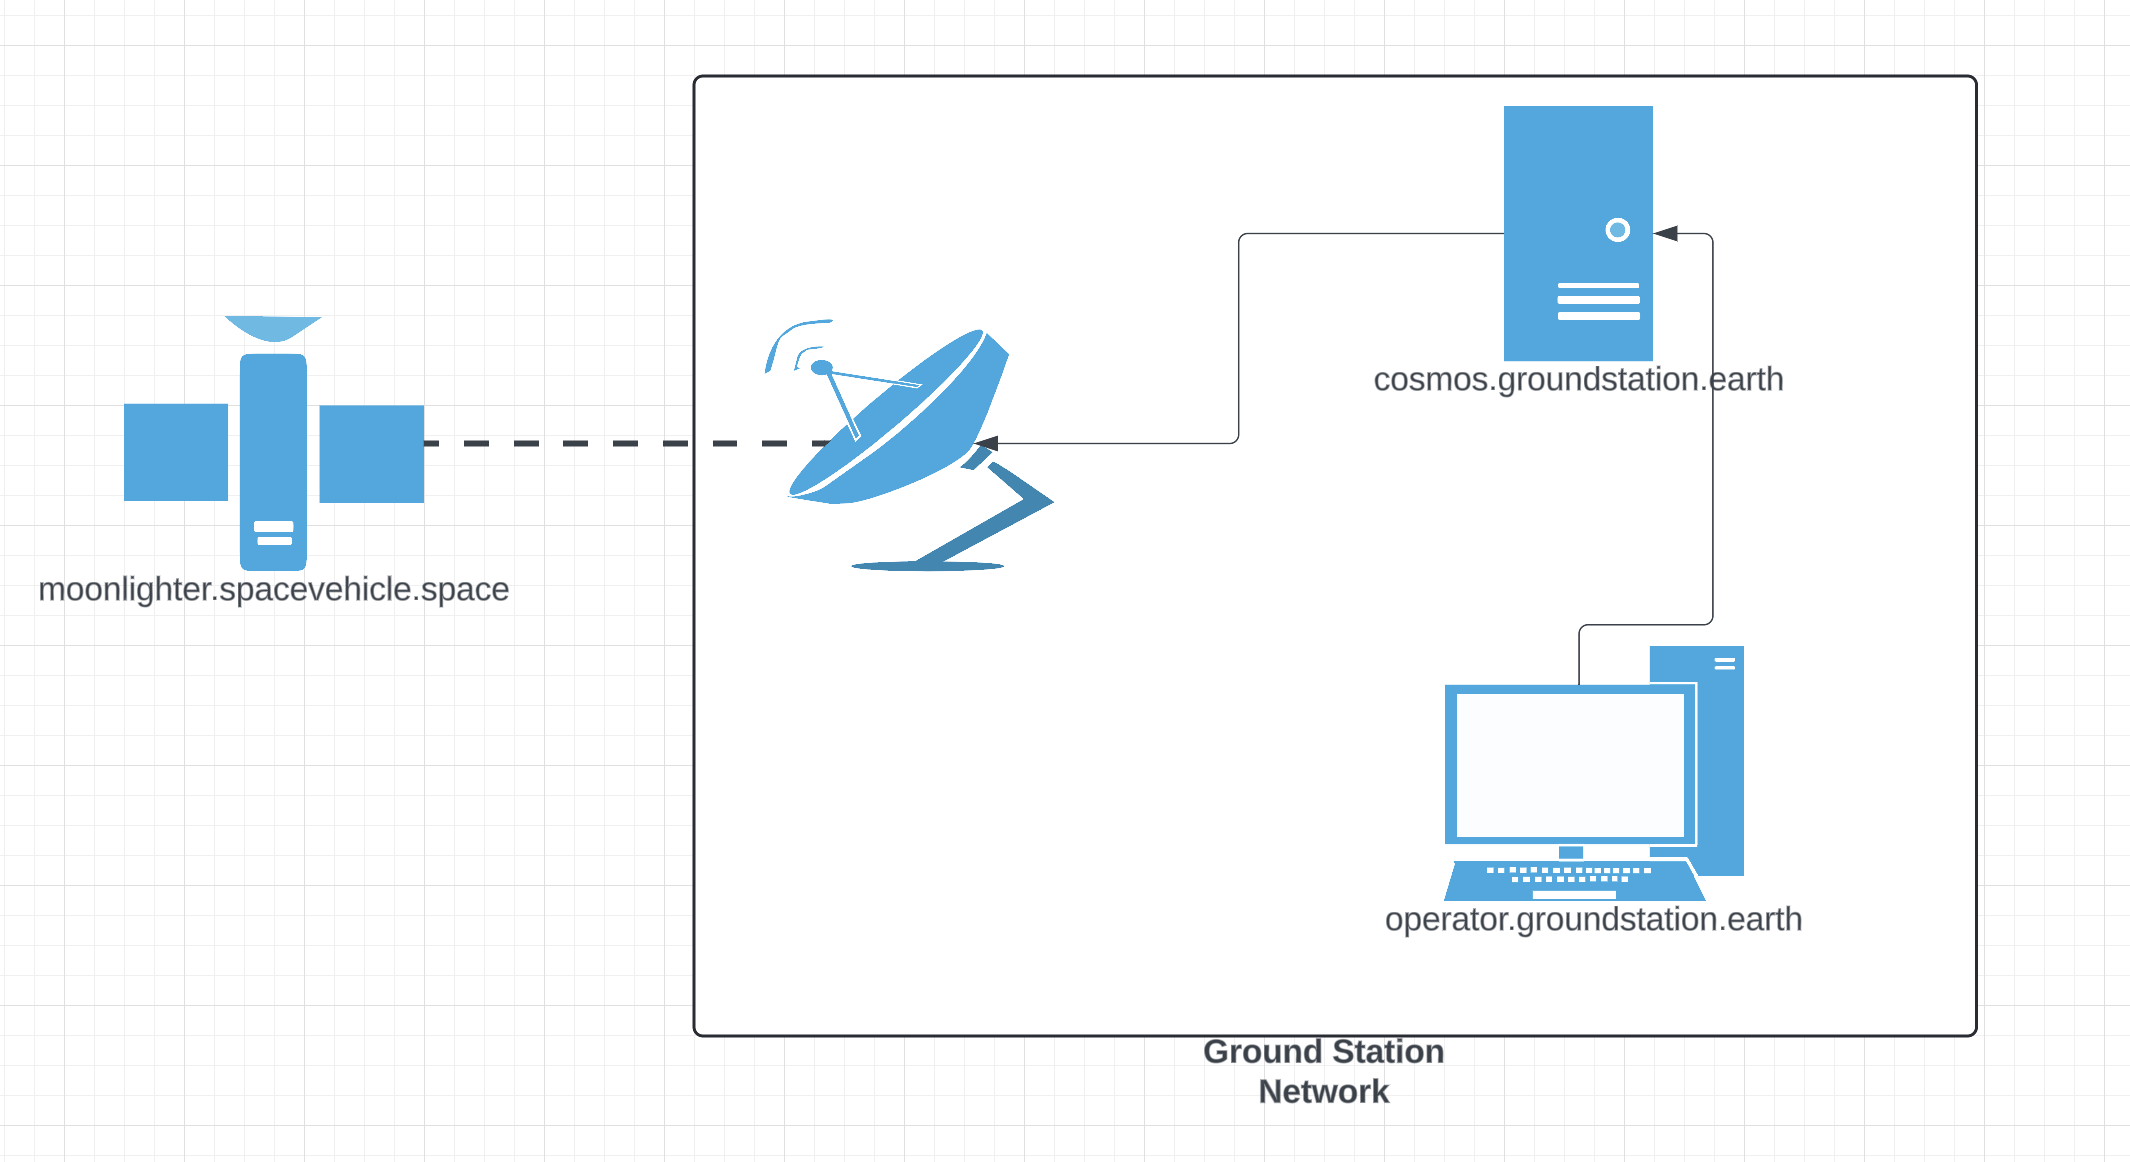 cosmos.groundstation.earth
moonlighter.spacevehicle.space
operator.groundstation.earth
Ground Station
Network